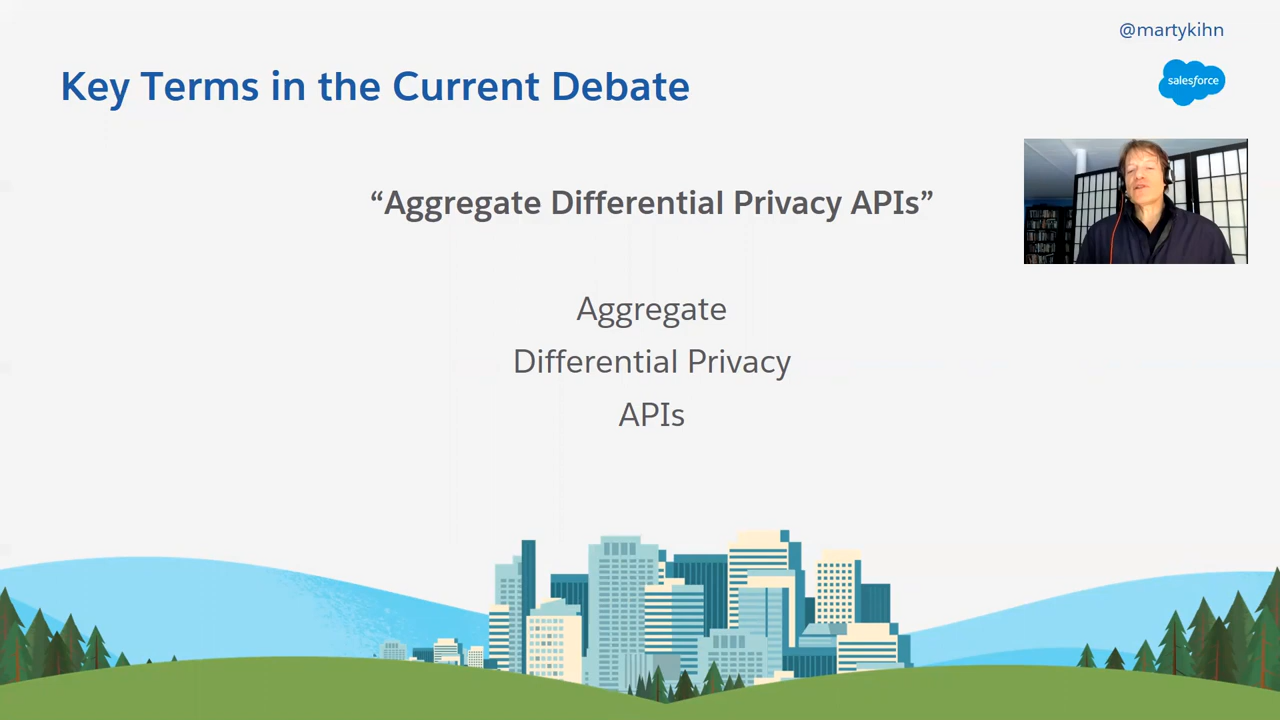 @martykihn
Key Terms in the Current Debate
salesforce
“Aggregate Differential Privacy APIs”
Aggregate
Differential Privacy
APIs